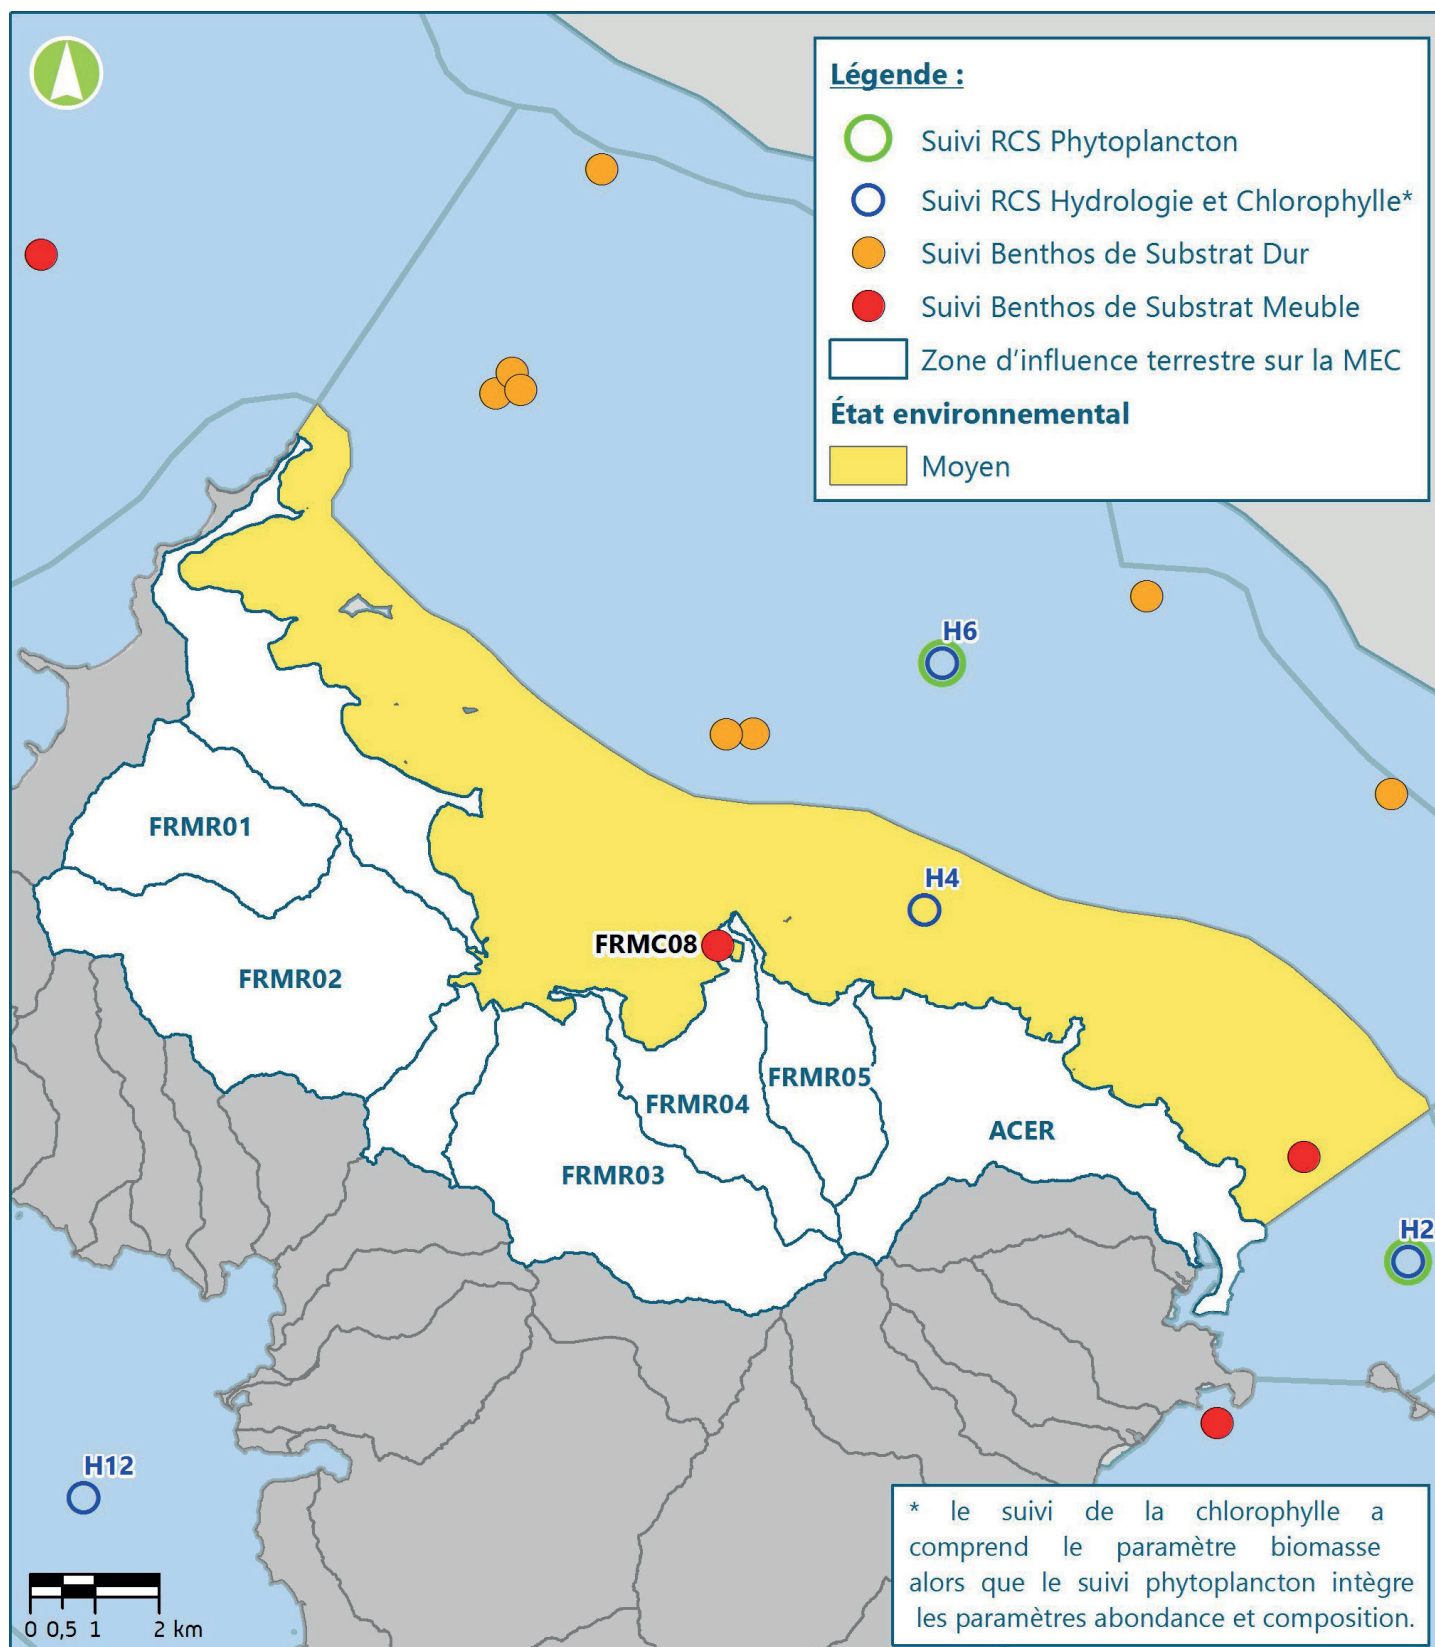 Légende :
Suivi RCS Phytoplancton
Suivi RCS Hydrologie et Chlorophylle*
Suivi Benthos de Substrat Dur
Suivi Benthos de Substrat Meuble
Zone d'influence terrestre sur la MEC
État environnemental
Moyen
H6
FRMR01
H4
FRMC08
FRMR02
FRMR05
FRMR04
ACER
FRMR03
H2
H12
* le suivi de la chlorophylle a
comprend le paramètre biomasse
alors que le suivi phytoplancton intègre
les paramètres abondance et composition.
0 0,5 1 2 km